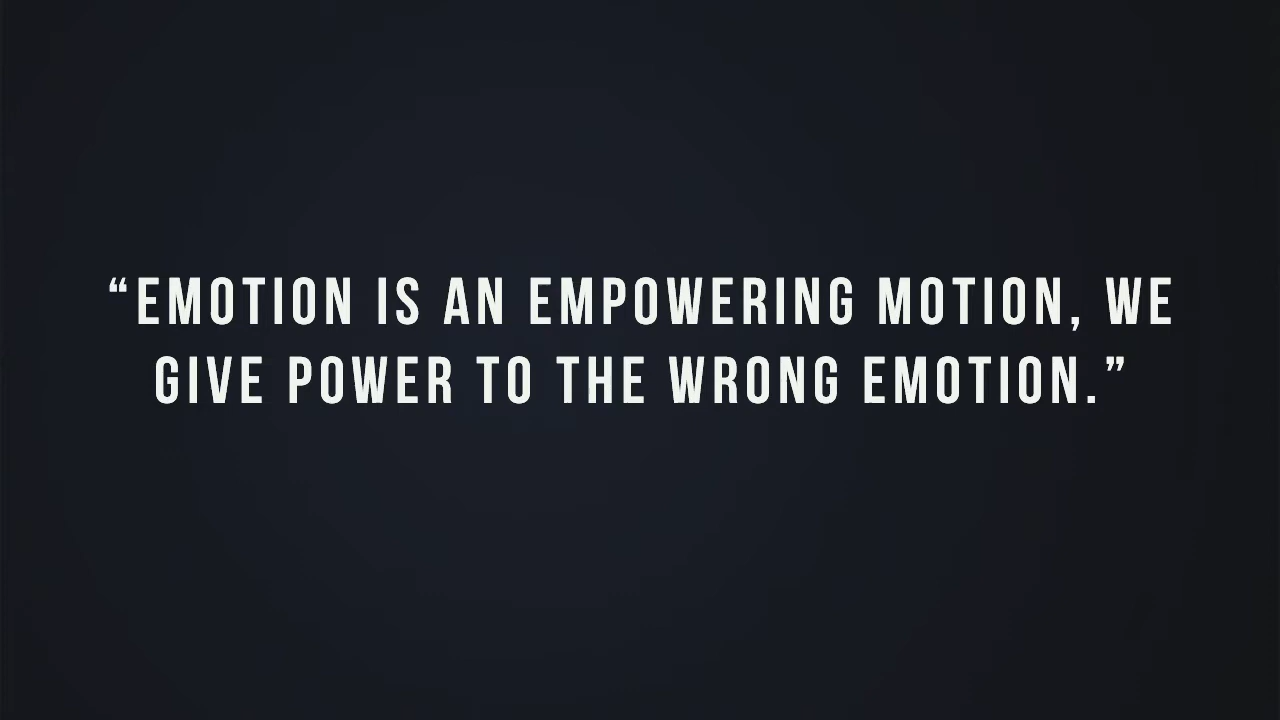 “EMOTION IS AN EMPOWERING MOTION, WE
GIVE POWER TO THE WRONG EMOTION.”